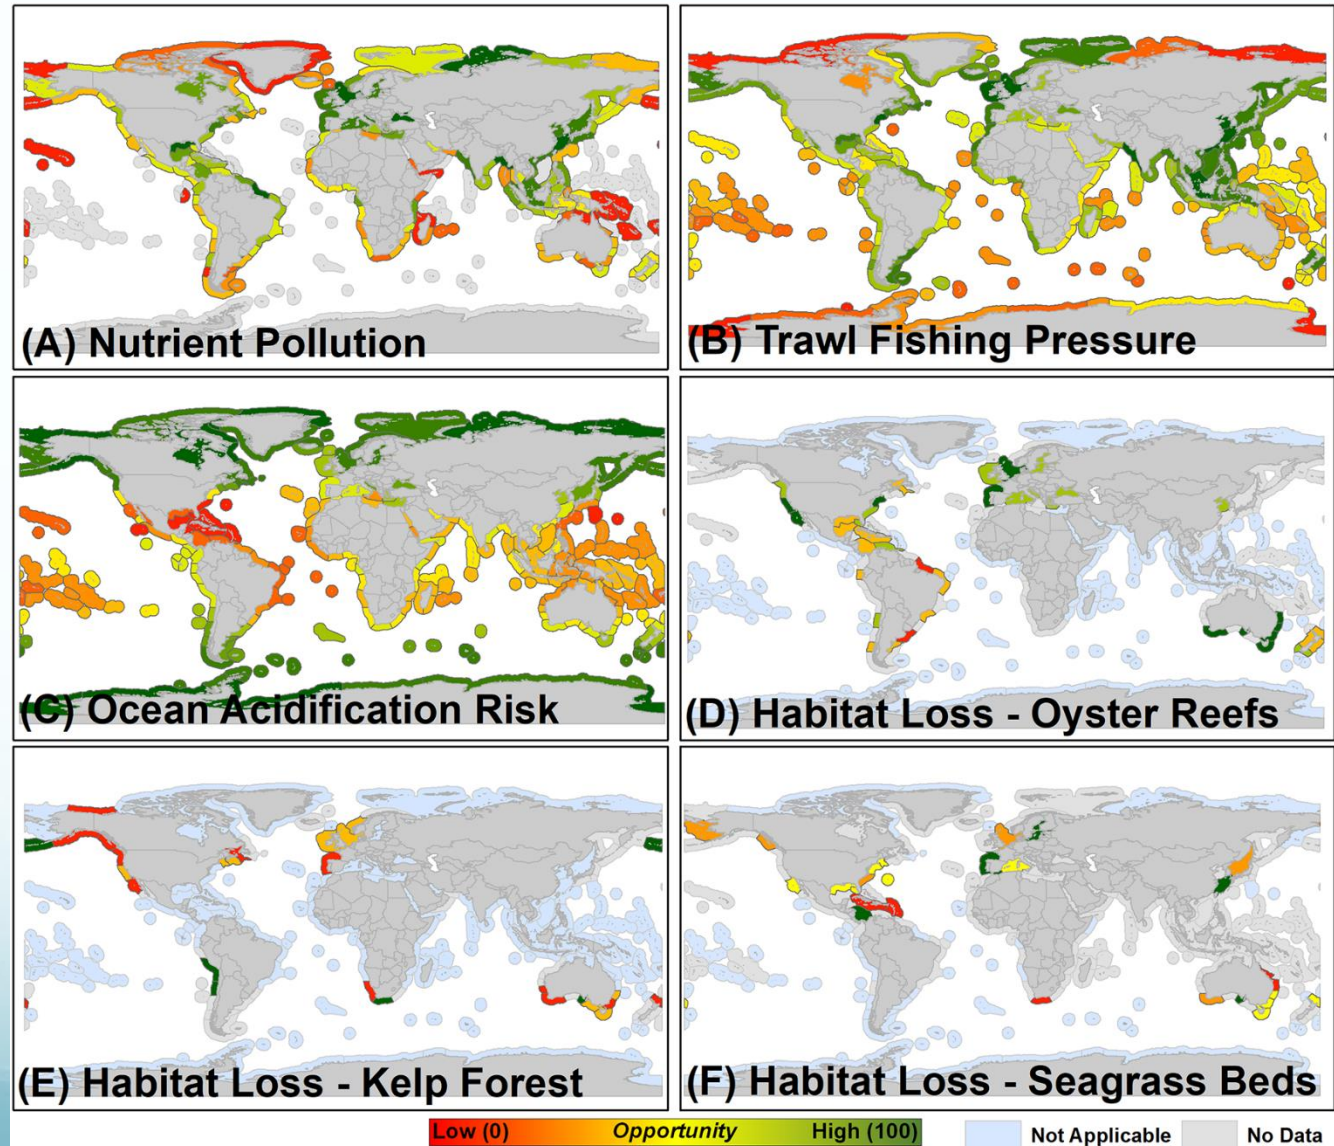 (A) Nutrient Pollution
(B) Trawl Fishing Pressure
(C) Ocean Acidification Risk
(D) Habitat Loss - Oyster Reefs
(E) Habitat Loss - Kelp Forest
(F) Habitat Loss - Seagrass Beds
Low (0) Opportunity High (100) Not Applicable No Data